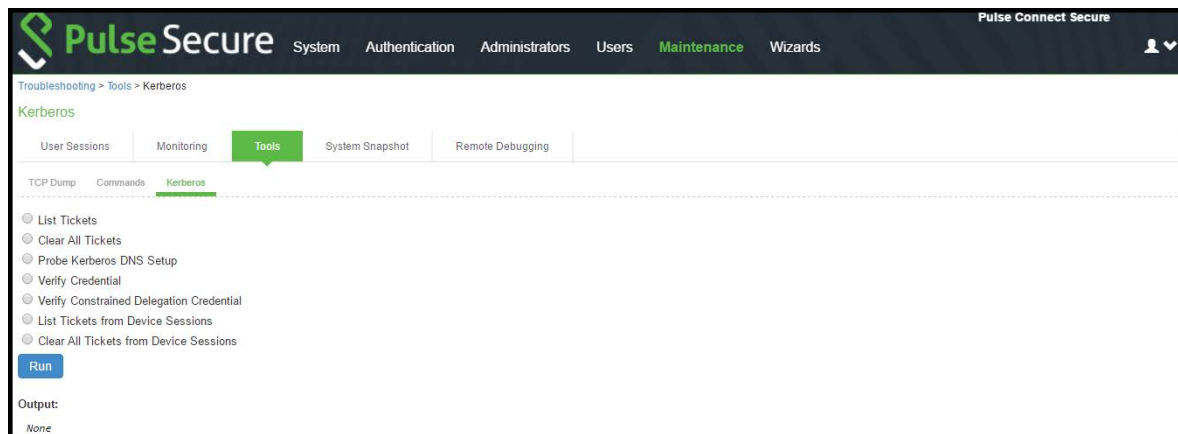 Pulse Connect Secure
Pulse Secure System Authentication Administrators Users Maintenance Wizards
Troubleshooting > Tools > Kerberos
Kerberos
User Sessions Monitoring Tools System Snapshot Remote Debugging
TCP Dump Commands Kerberos
List Tickets
Clear All Tickets
Probe Kerberos DNS Setup
Verify Credential
Verify Constrained Delegation Credential
List Tickets from Device Sessions
Clear All Tickets from Device Sessions
Run
Output:
None